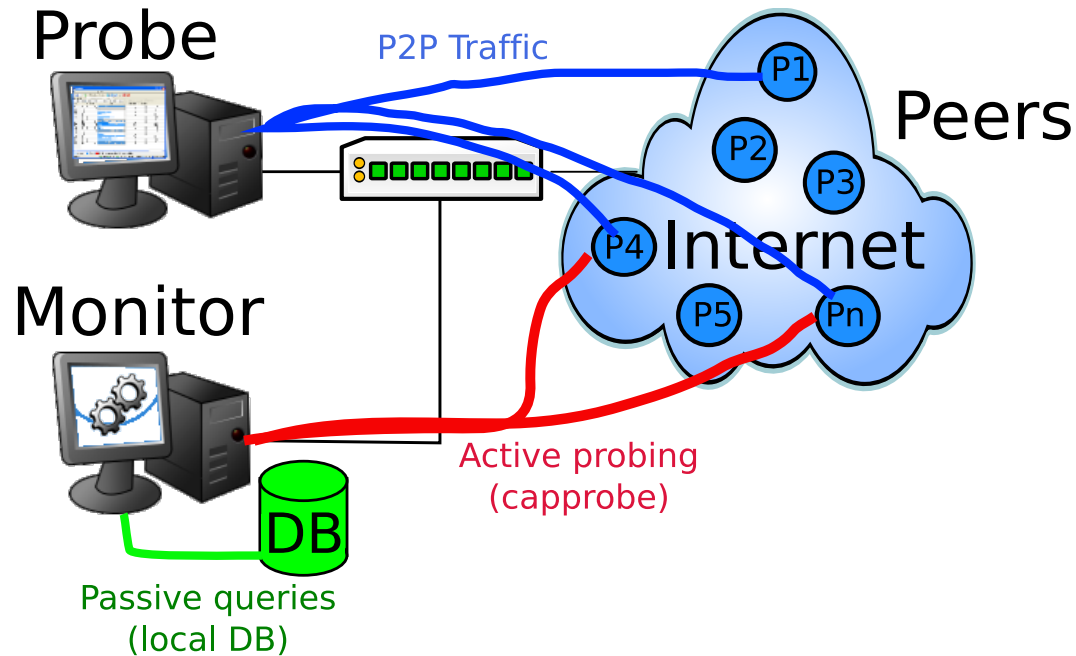 Probe
P2P Traffic
P1
Peers
P2
P3
P4
Internet
Monitor
P5
Pn
Active probing
(capprobe)
DB
Passive queries
(local DB)